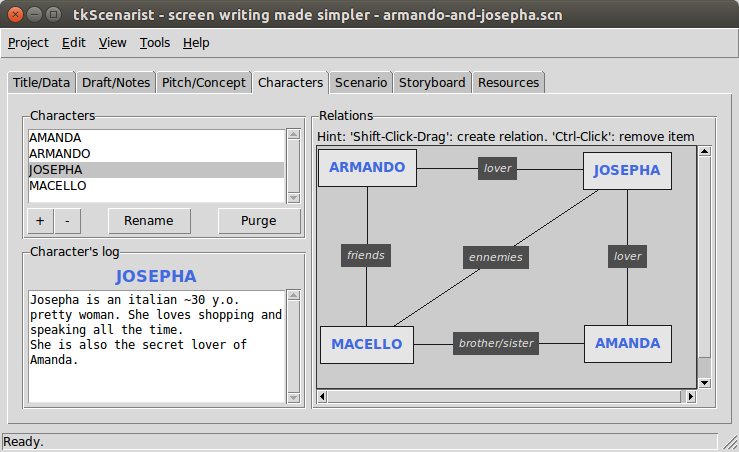 tkScenarist - screen writing made simpler - armando-and-josepha.scn
Project Edit View Tools Help
Title/Data Draft/Notes Pitch/Concept Characters Scenario Storyboard Resources
Characters
AMANDA
ARMANDO
JOSEPHA
MACELLO
+ - Rename Purge
Character's log
JOSEPHA
Josepha is an italian ~30 y.o.
pretty woman. She loves shopping and
speaking all the time.
She is also the secret lover of
Amanda.
Relations
Hint: 'Shift-Click-Drag': create relation. 'Ctrl-Click': remove item
ARMANDO lover JOSEPHA
friends ennemies lover
MACELLO brother/sister AMANDA
Ready.